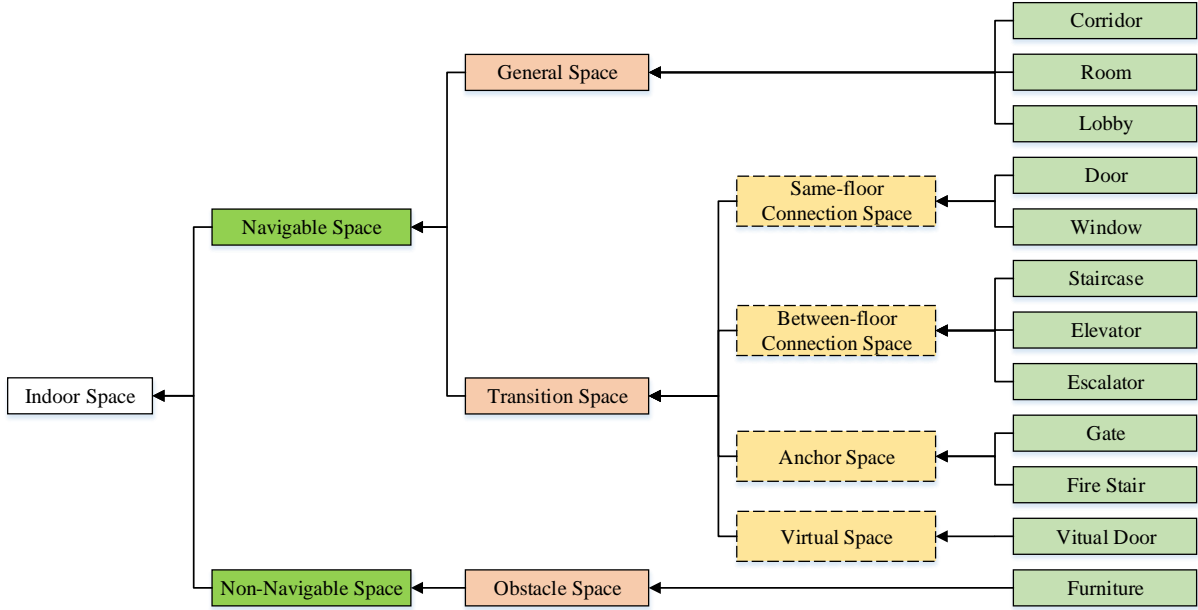 Corridor
General Space
Room
Lobby
Door
Same-floor
Connection Space
Navigable Space
Window
Staircase
Between-floor
Connection Space
Elevator
Indoor Space
Transition Space
Escalator
Gate
Anchor Space
Fire Stair
Virtual Space
Vitual Door
Non-Navigable Space
Obstacle Space
Furniture